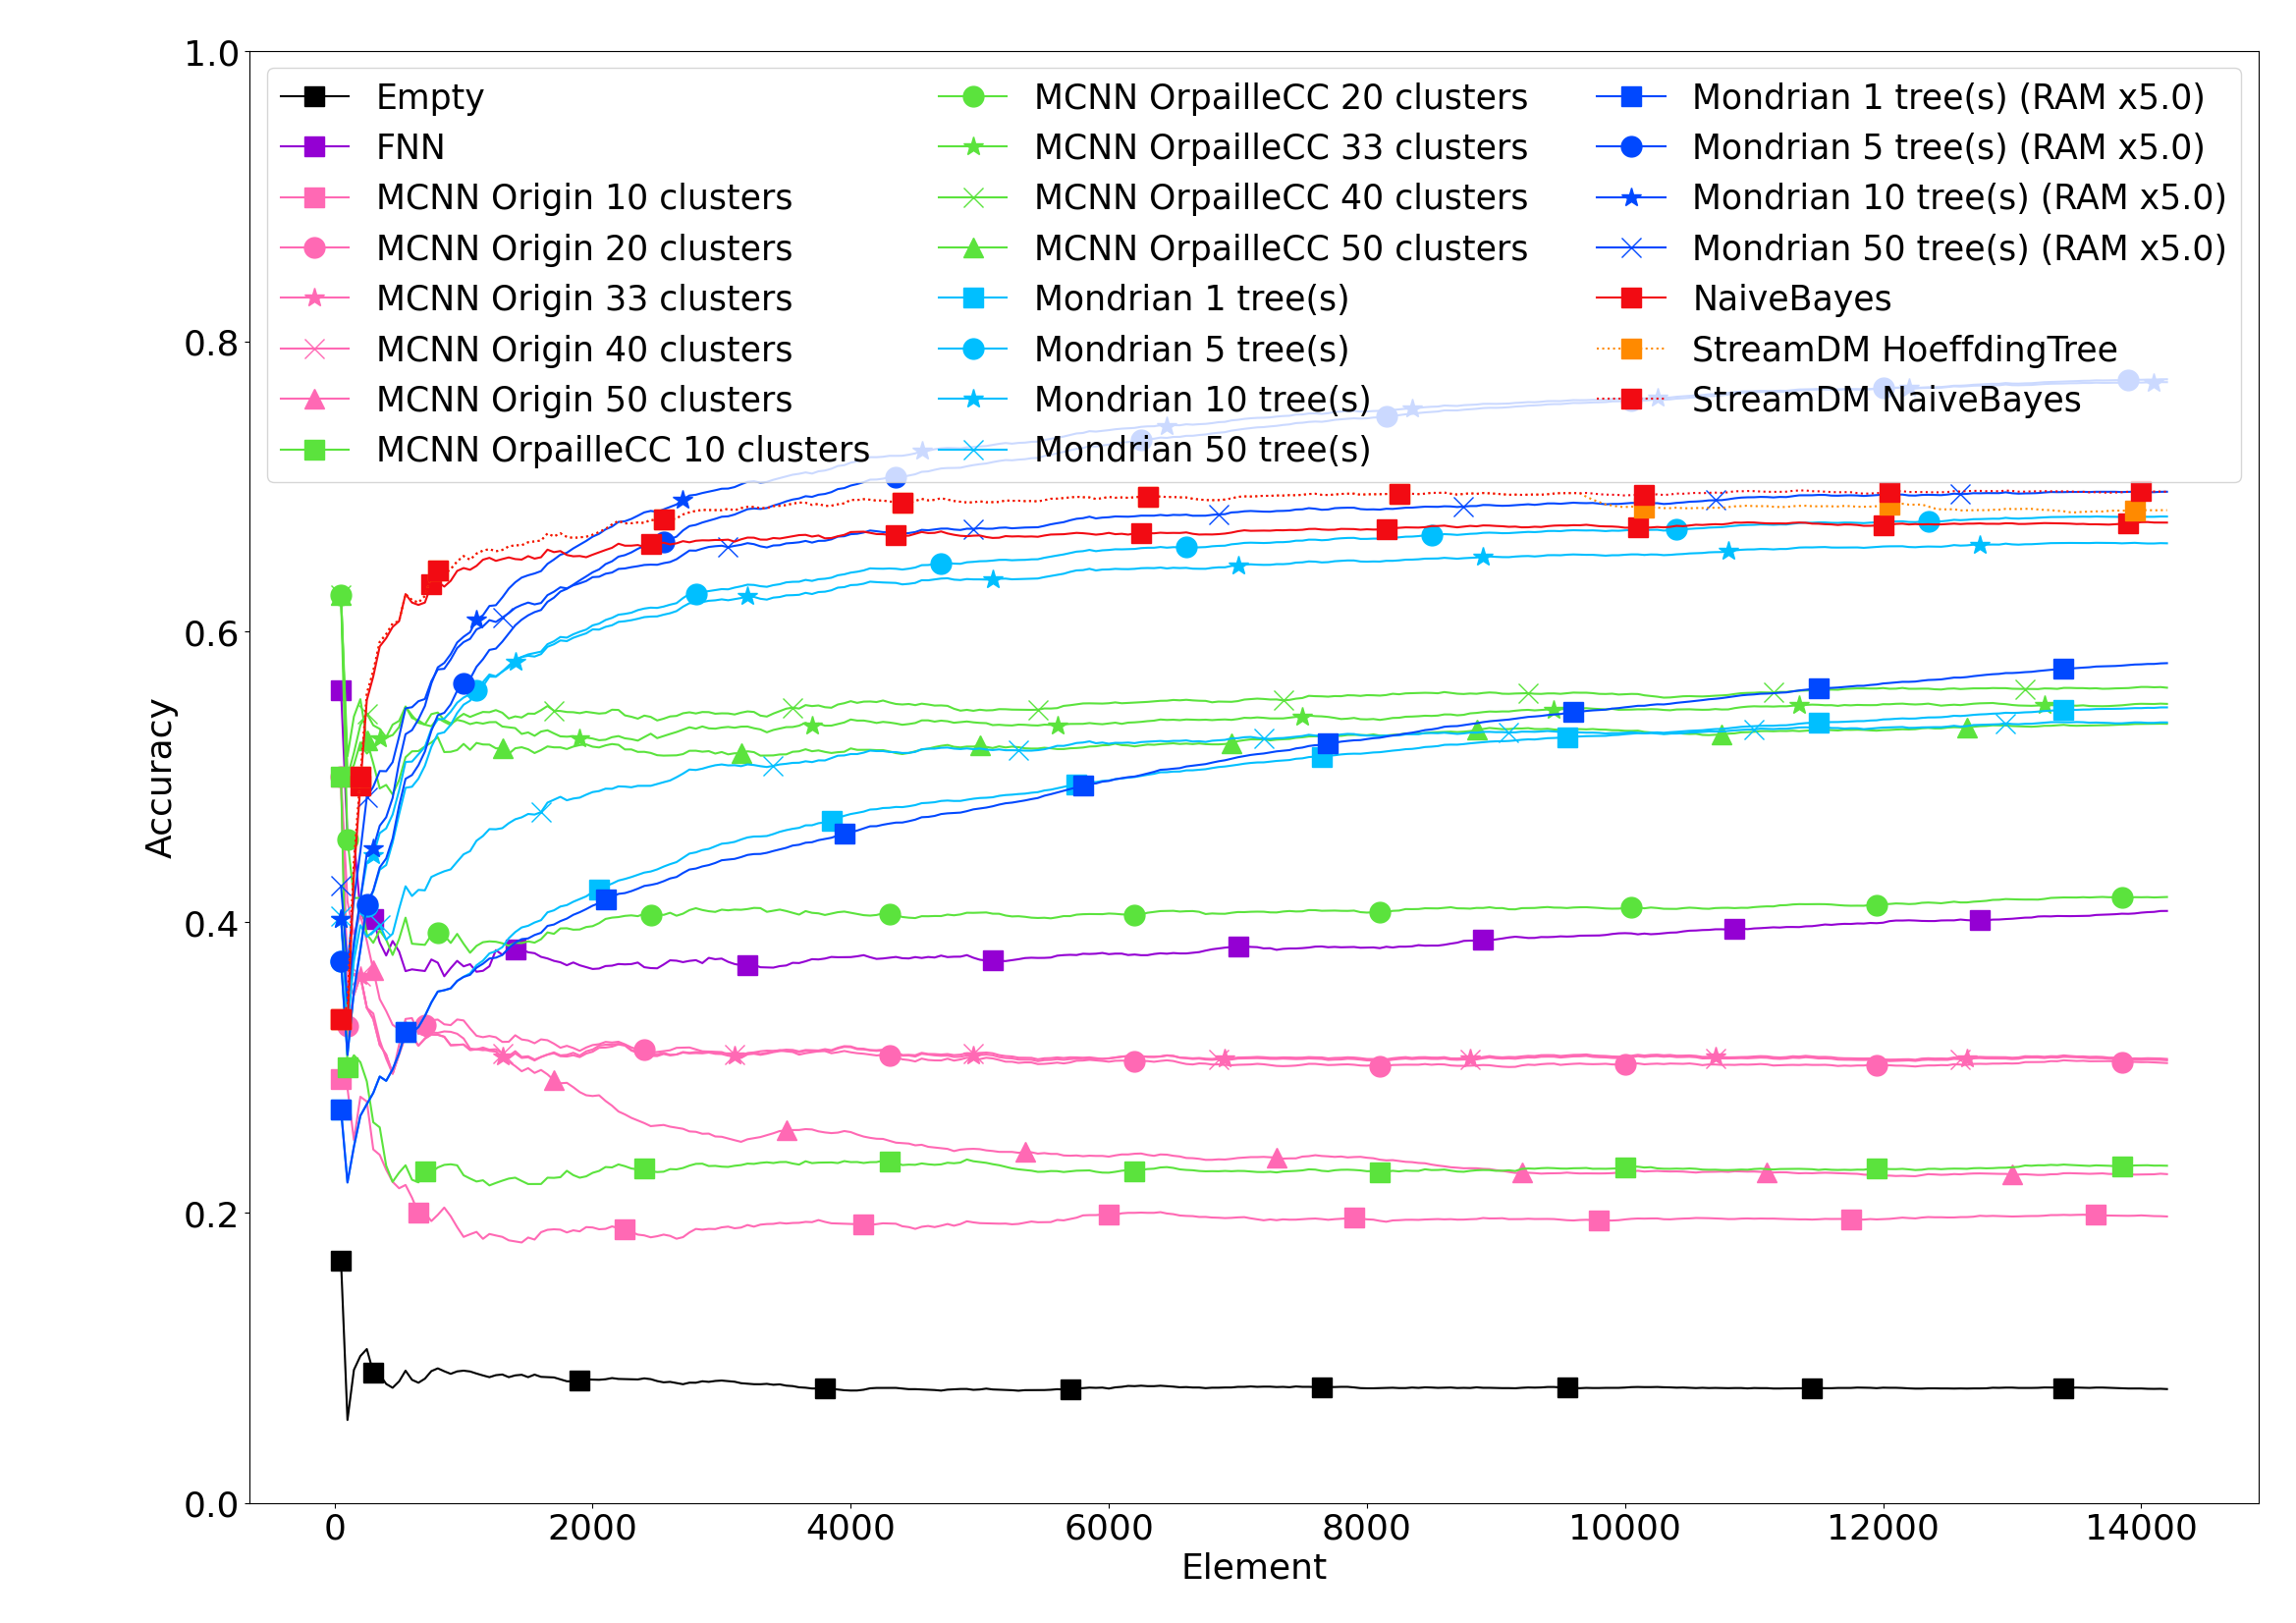 1.0
0.8
0.6
0.4
0.2
0.0
Accuracy
Empty
FNN
MCNN Origin 10 clusters
MCNN Origin 20 clusters
MCNN Origin 33 clusters
MCNN Origin 40 clusters
MCNN Origin 50 clusters
MCNN OrpailleCC 10 clusters
MCNN OrpailleCC 20 clusters
MCNN OrpailleCC 33 clusters
MCNN OrpailleCC 40 clusters
MCNN OrpailleCC 50 clusters
Mondrian 1 tree(s)
Mondrian 5 tree(s)
Mondrian 10 tree(s)
Mondrian 50 tree(s)
Mondrian 1 tree(s) (RAM x5.0)
Mondrian 5 tree(s) (RAM x5.0)
Mondrian 10 tree(s) (RAM x5.0)
Mondrian 50 tree(s) (RAM x5.0)
NaiveBayes
StreamDM HoeffdingTree
StreamDM NaiveBayes
0 2000 4000 6000 8000 10000 12000 14000
Element